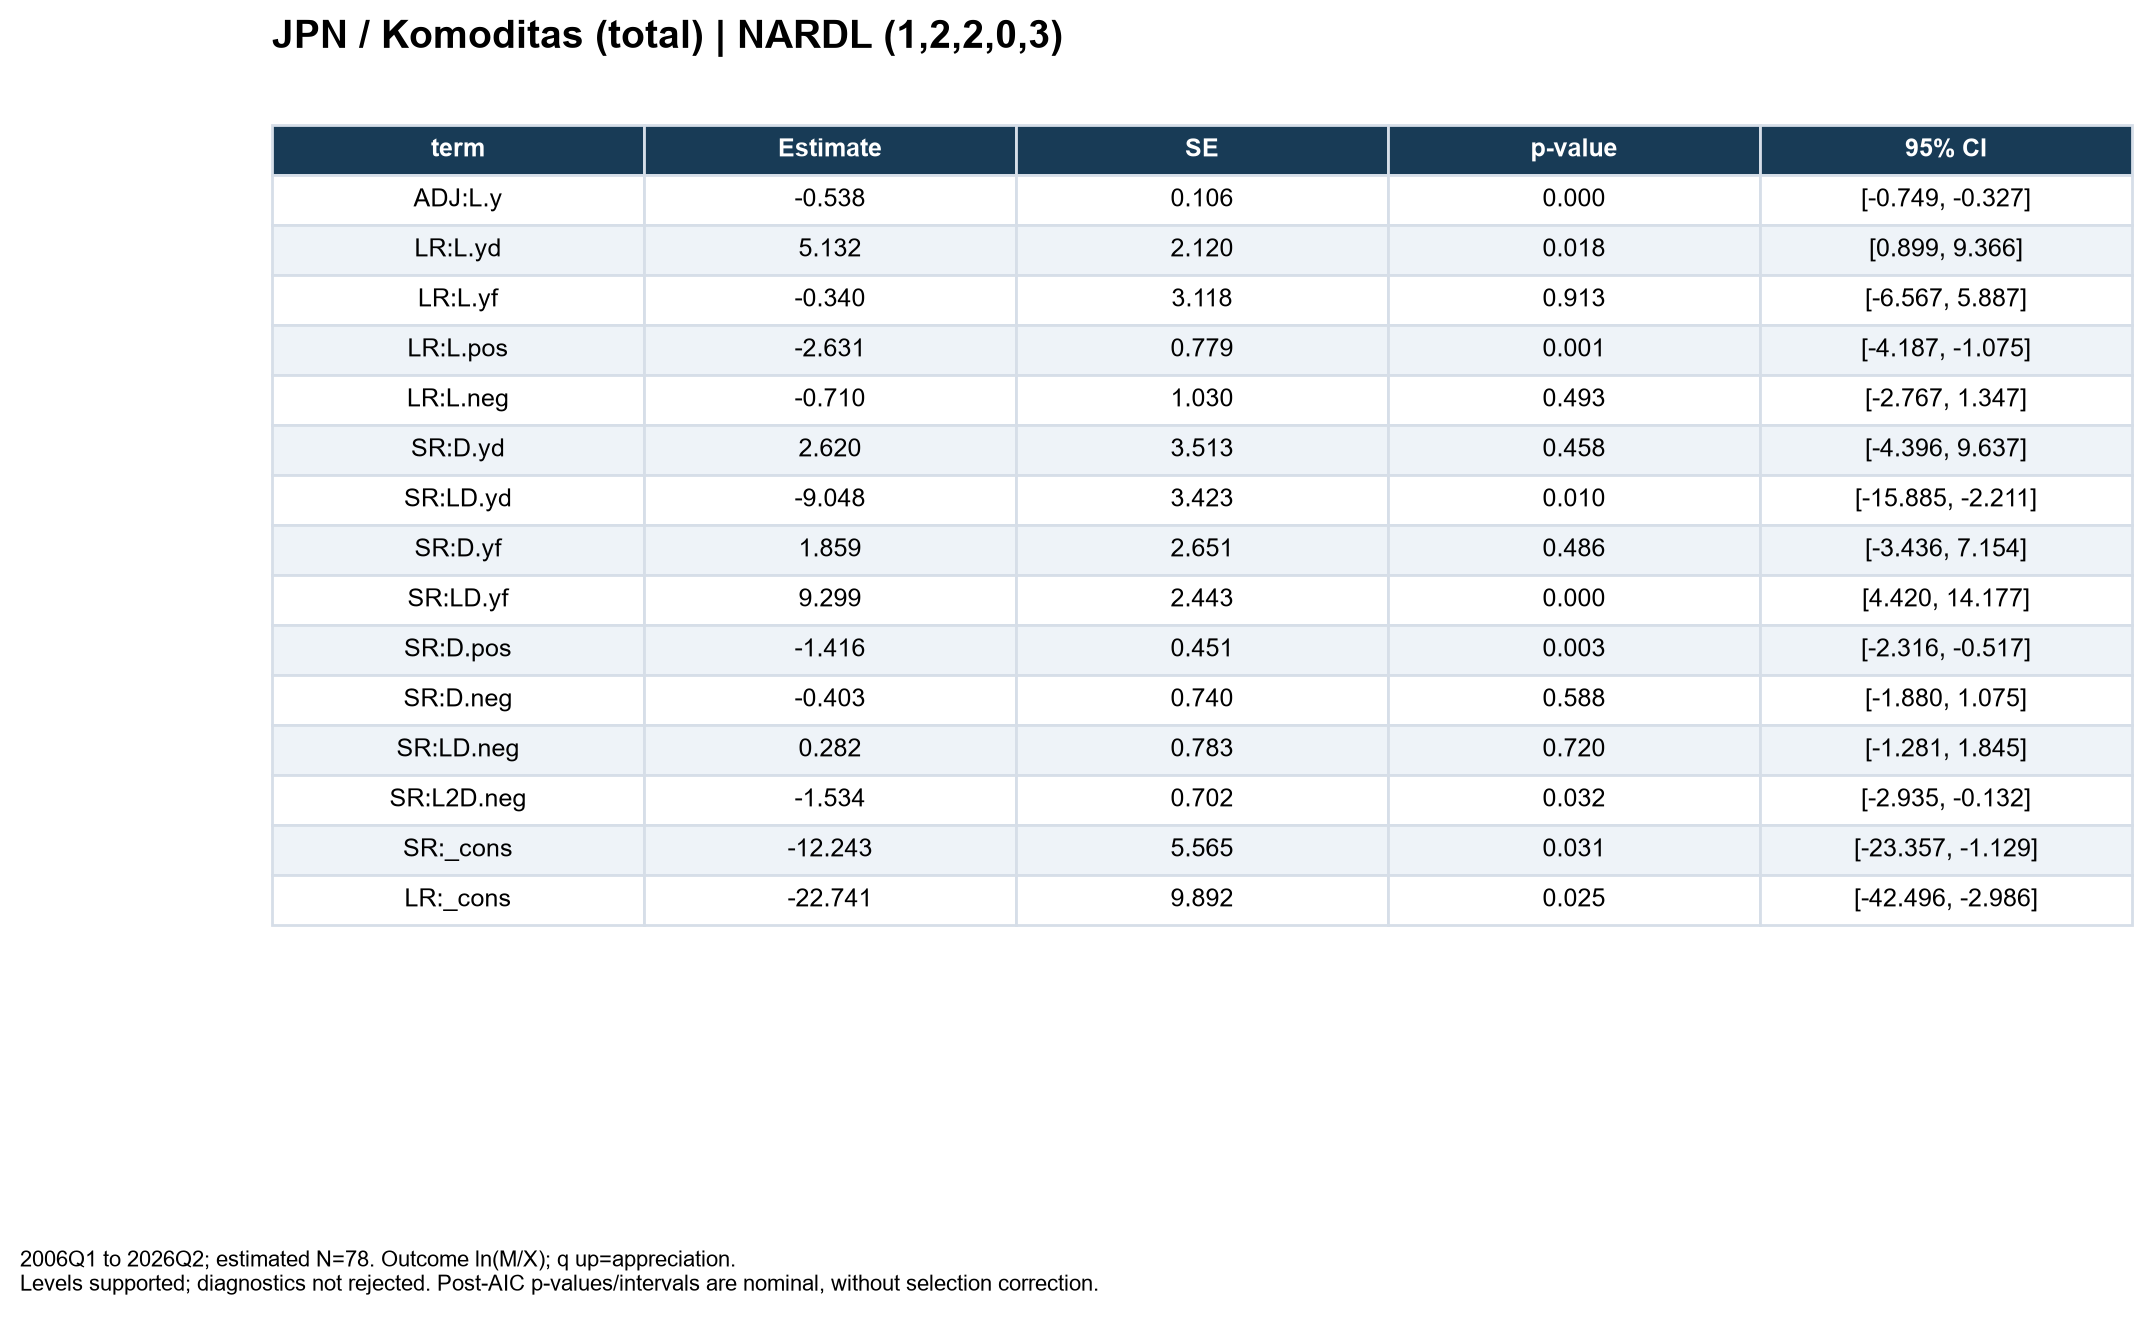 JPN / Komoditas (total) | NARDL (1,2,2,0,3)
term Estimate SE p-value 95% CI
ADJ:L.y -0.538 0.106 0.000 [-0.749, -0.327]
LR:L.yd 5.132 2.120 0.018 [0.899, 9.366]
LR:L.yf -0.340 3.118 0.913 [-6.567, 5.887]
LR:L.pos -2.631 0.779 0.001 [-4.187, -1.075]
LR:L.neg -0.710 1.030 0.493 [-2.767, 1.347]
SR:D.yd 2.620 3.513 0.458 [-4.396, 9.637]
SR:LD.yd -9.048 3.423 0.010 [-15.885, -2.211]
SR:D.yf 1.859 2.651 0.486 [-3.436, 7.154]
SR:LD.yf 9.299 2.443 0.000 [4.420, 14.177]
SR:D.pos -1.416 0.451 0.003 [-2.316, -0.517]
SR:D.neg -0.403 0.740 0.588 [-1.880, 1.075]
SR:LD.neg 0.282 0.783 0.720 [-1.281, 1.845]
SR:L2D.neg -1.534 0.702 0.032 [-2.935, -0.132]
SR:_cons -12.243 5.565 0.031 [-23.357, -1.129]
LR:_cons -22.741 9.892 0.025 [-42.496, -2.986]
2006Q1 to 2026Q2; estimated N=78. Outcome ln(M/X); q up=appreciation.
Levels supported; diagnostics not rejected. Post-AIC p-values/intervals are nominal, without selection correction.